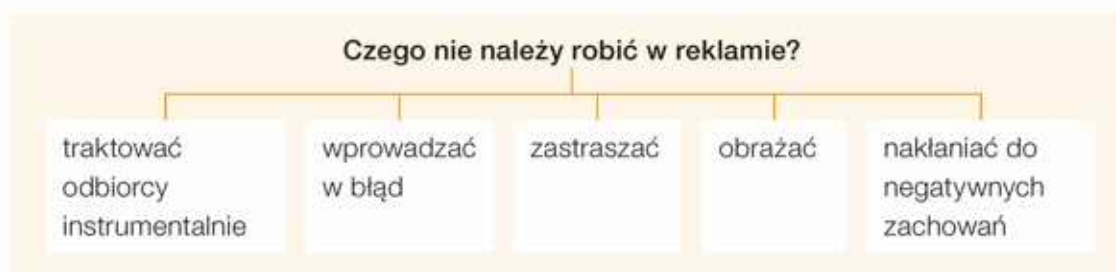 Czego nie należy robić w reklamie?
traktować
odbiorcy
instrumentalnie
wprowadzać
w błąd
zastraszać
obrażać
nakłaniać do
negatywnych
zachowań